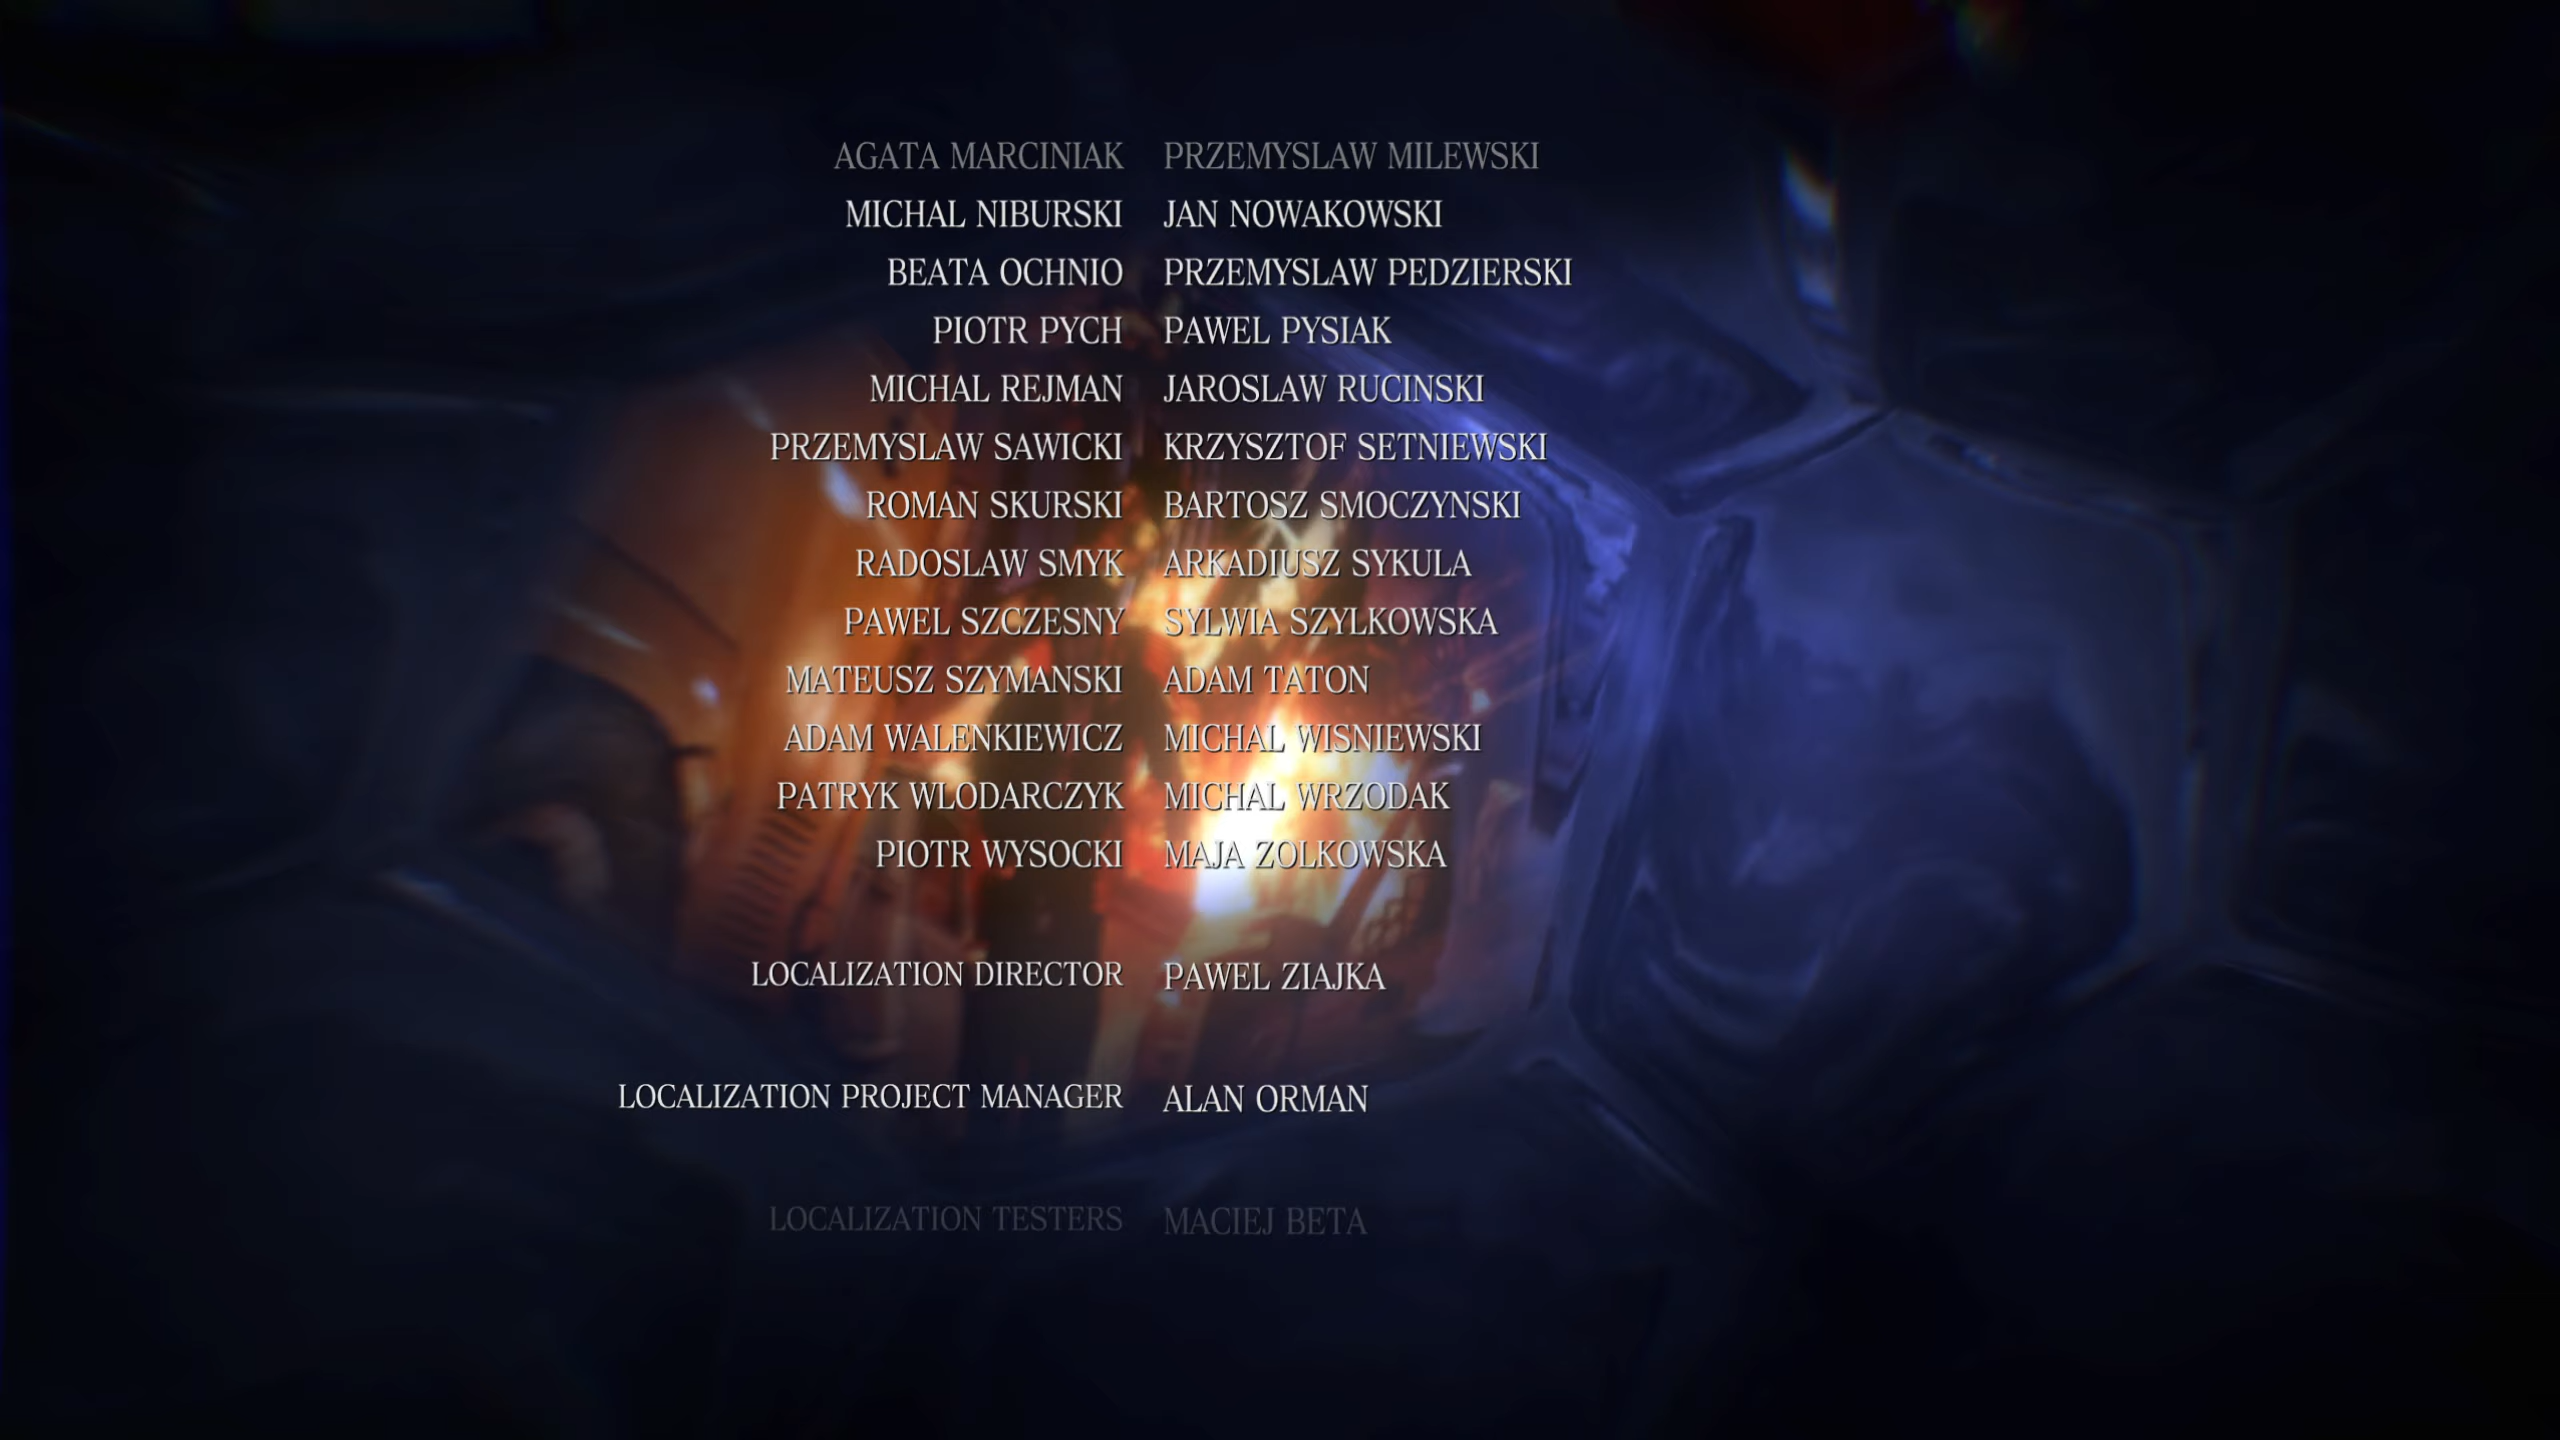 AGATA MARCINIAK PRZEMYSLAW MILEWSKI
MICHAL NIBURSKI JAN NOWAKOWSKI
BEATA OCHNIO PRZEMYSLAW PEDZIERSKI
PIOTR PYCH PAWEL PYSIAK
MICHAL REJMAN JAROSLAW RUCINSKI
PRZEMYSLAW SAWICKI KRZYSZTOF SETNIEWSKI
ROMAN SKURSKI BARTOSZ SMOCZYNSKI
RADOSLAW SMYK ARKADIUSZ SYKULA
PAWEL SZCZESNY SYLWIA SZYLKOWSKA
MATEUSZ SZYMANSKI ADAM TATON
ADAM WALENKIEWICZ MICHAL WISNIEWSKI
PATRYK WLODARCZYK MICHAL WRZODAK
PIOTR WYSOCKI MAJA ZOLKOWSKA
LOCALIZATION DIRECTOR PAWEL ZIAJKA
LOCALIZATION PROJECT MANAGER ALAN ORMAN
LOCALIZATION TESTERS MACIEJ BETA